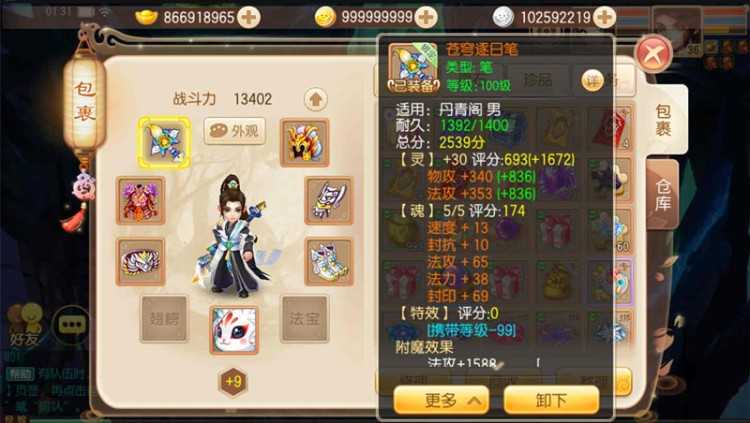 01:31
866918965
999999999
102592219
包裹
战斗力 13402
外观
翅膀
法宝
+9
好友
[帮助]
已装备
苍穹逐日笔
类型: 笔
等级:100级
适用: 丹青阁 男
耐久: 1392/1400
总分: 2539分
【灵】+30 评分:693(+1672)
物攻 +340 (+836)
法攻 +353 (+836)
【魂】5/5 评分:174
速度 + 13
封抗 + 10
法攻 + 65
法力 + 38
封印 + 69
【特效】评分:0
[携带等级-99]
附魔效果
法攻+1588
更多
卸下
珍品
36
包裹
仓库
4
60